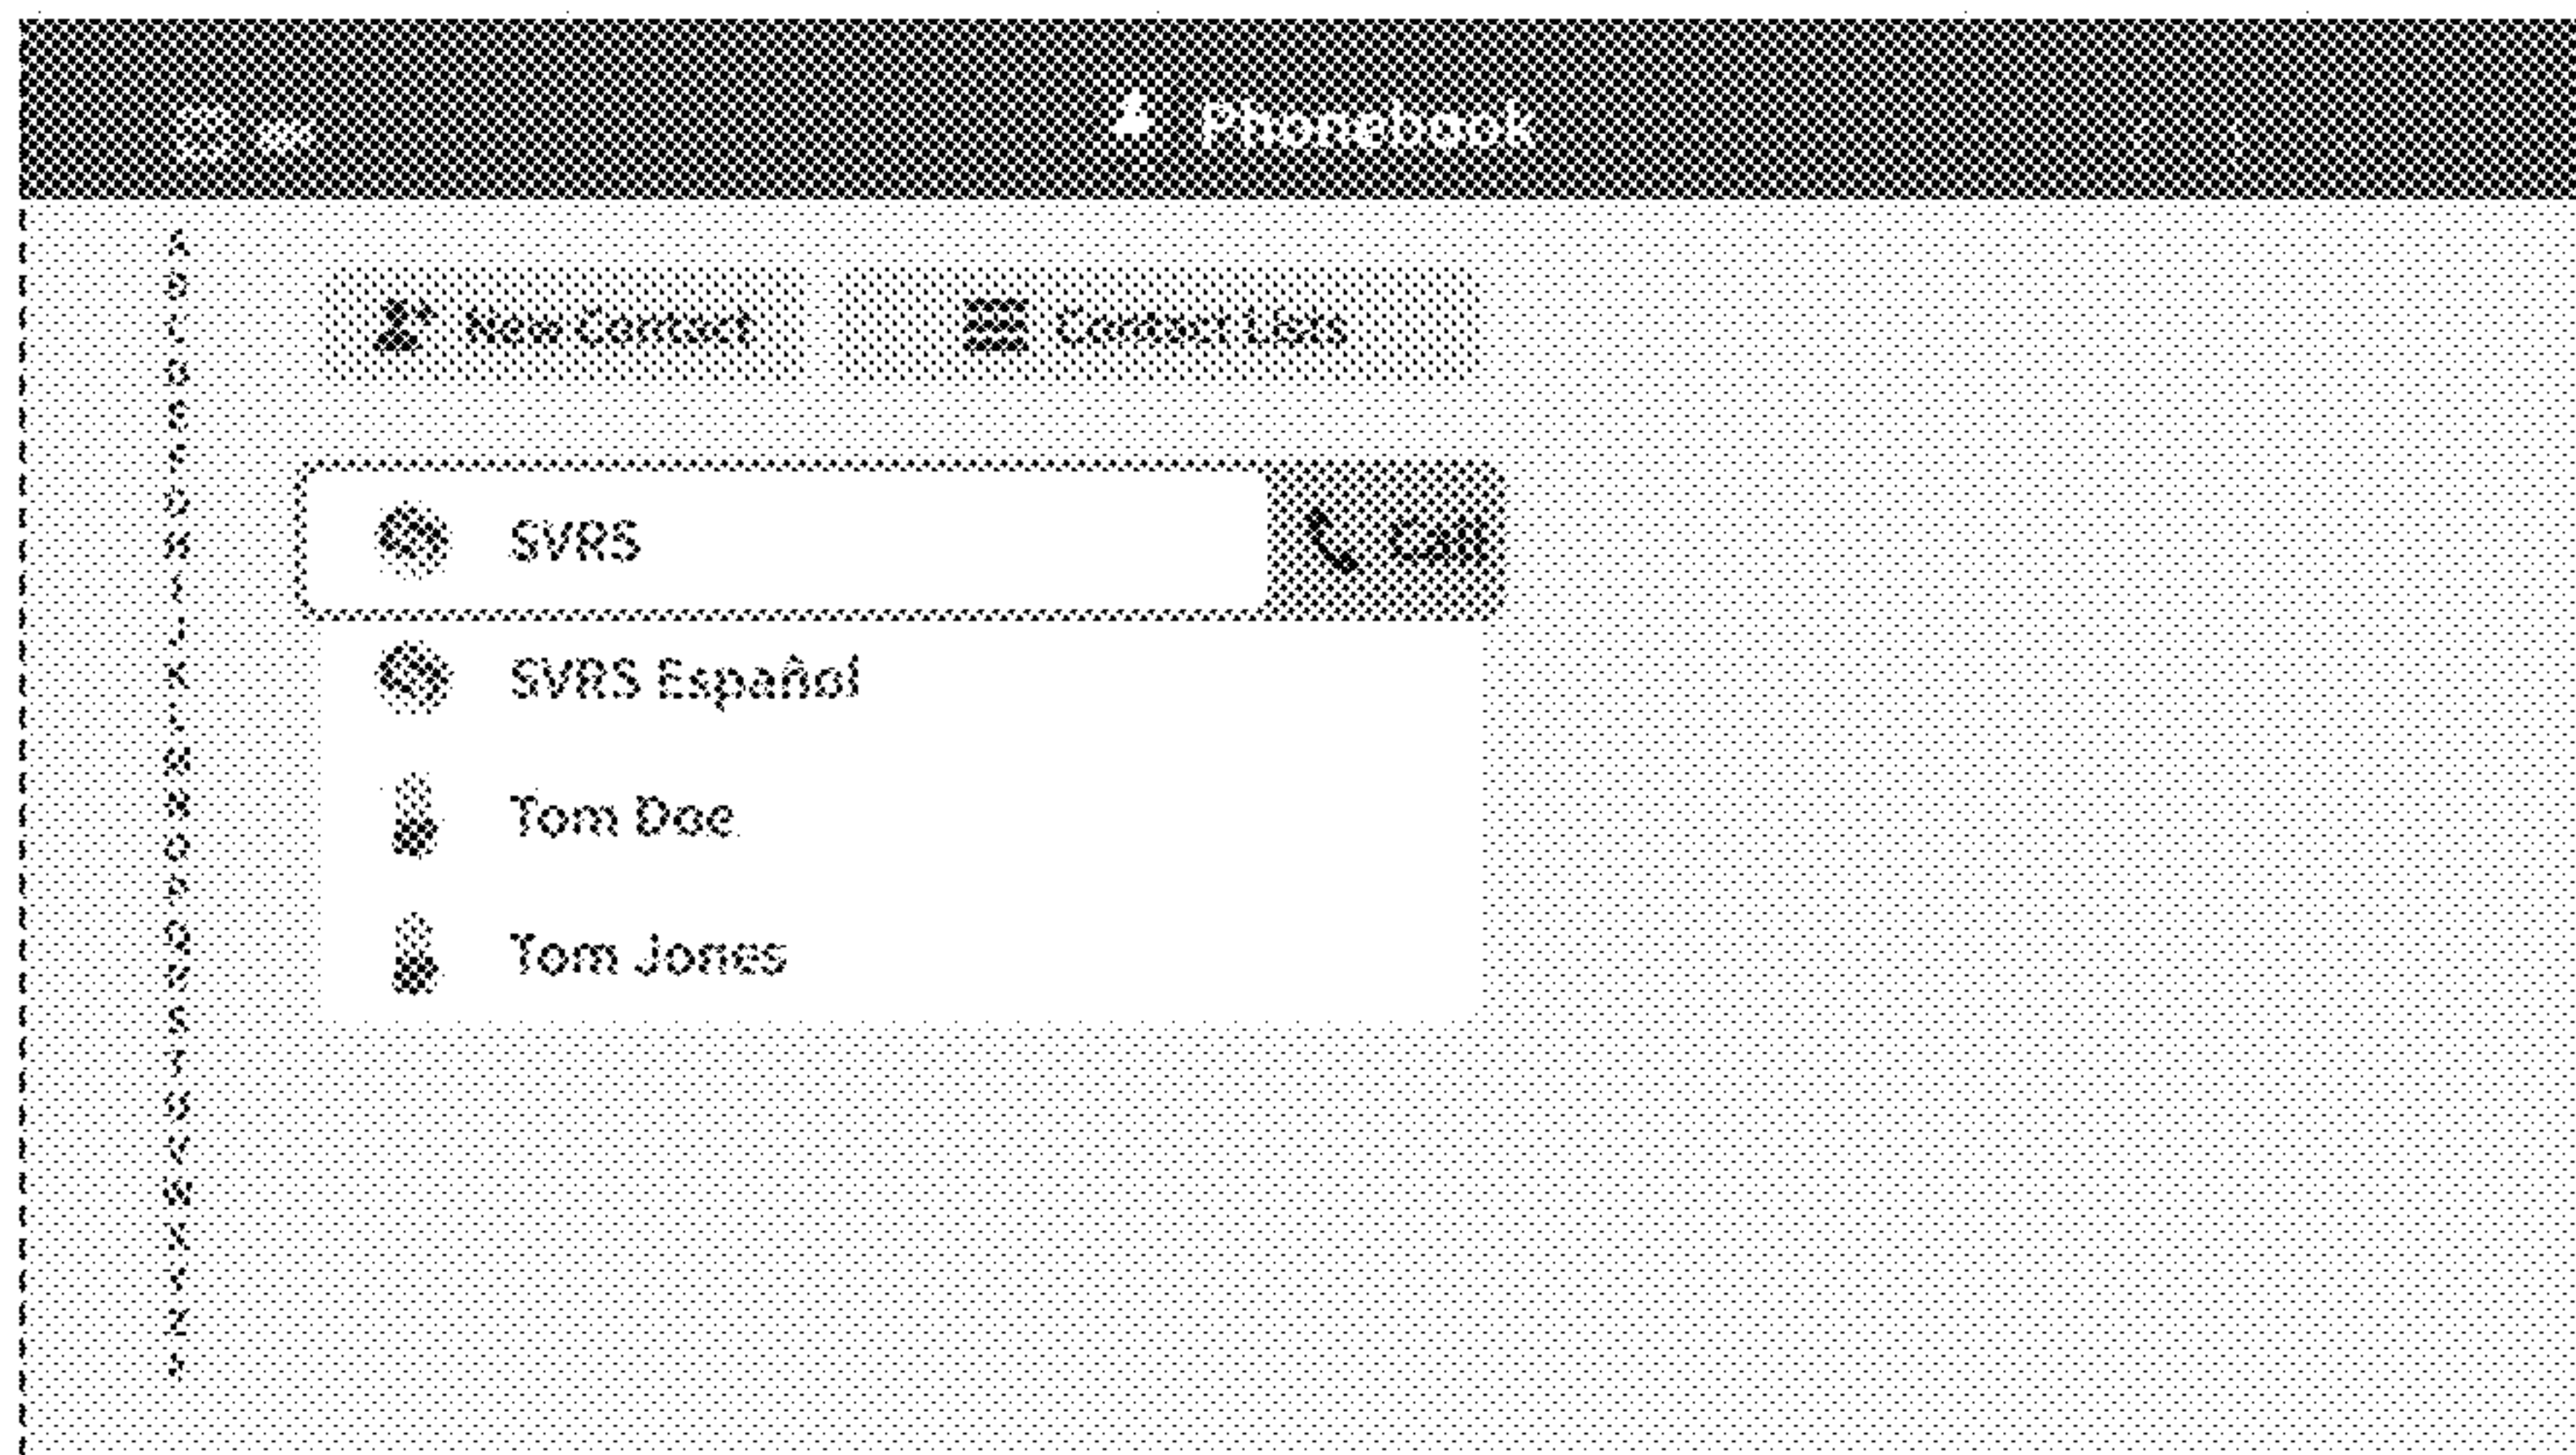 Phonebook
New Contact
Contact Lists
SVRS
Call
SVRS Español
Tom Doe
Tom Jones
A
B
C
D
E
F
G
H
I
J
K
L
M
N
O
P
Q
R
S
T
U
V
W
X
Y
Z